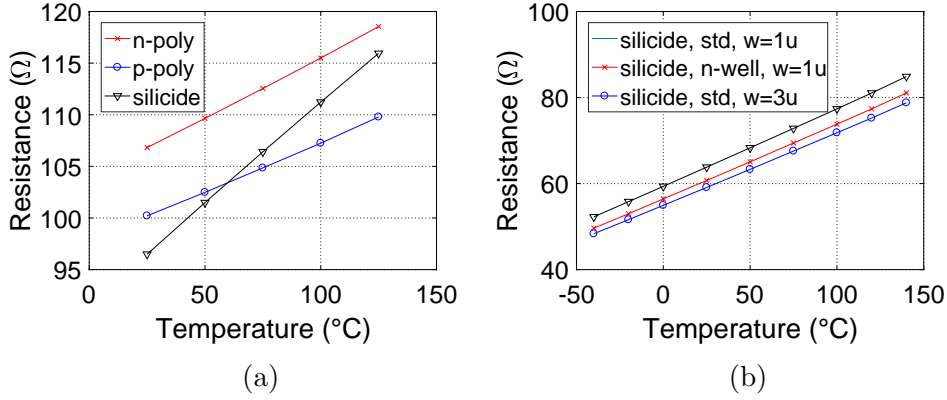 120
115
110
105
100
95
Resistance (Ω)
n-poly
p-poly
silicide
0
50
100
150
Temperature (°C)
(a)
100
80
60
40
Resistance (Ω)
silicide, std, w=1u
silicide, n-well, w=1u
silicide, std, w=3u
-50
0
50
100
150
Temperature (°C)
(b)